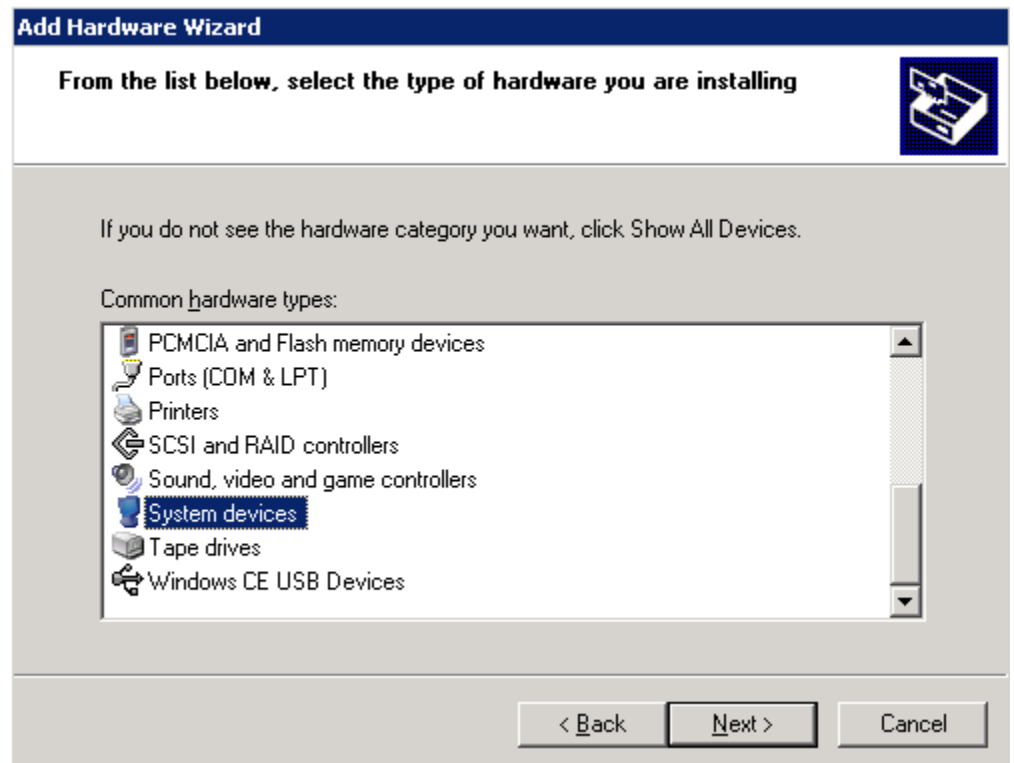 Add Hardware Wizard
From the list below, select the type of hardware you are installing
If you do not see the hardware category you want, click Show All Devices.
Common hardware types:
PCMCIA and Flash memory devices
Ports (COM & LPT)
Printers
SCSI and RAID controllers
Sound, video and game controllers
System devices
Tape drives
Windows CE USB Devices
< Back Next > Cancel